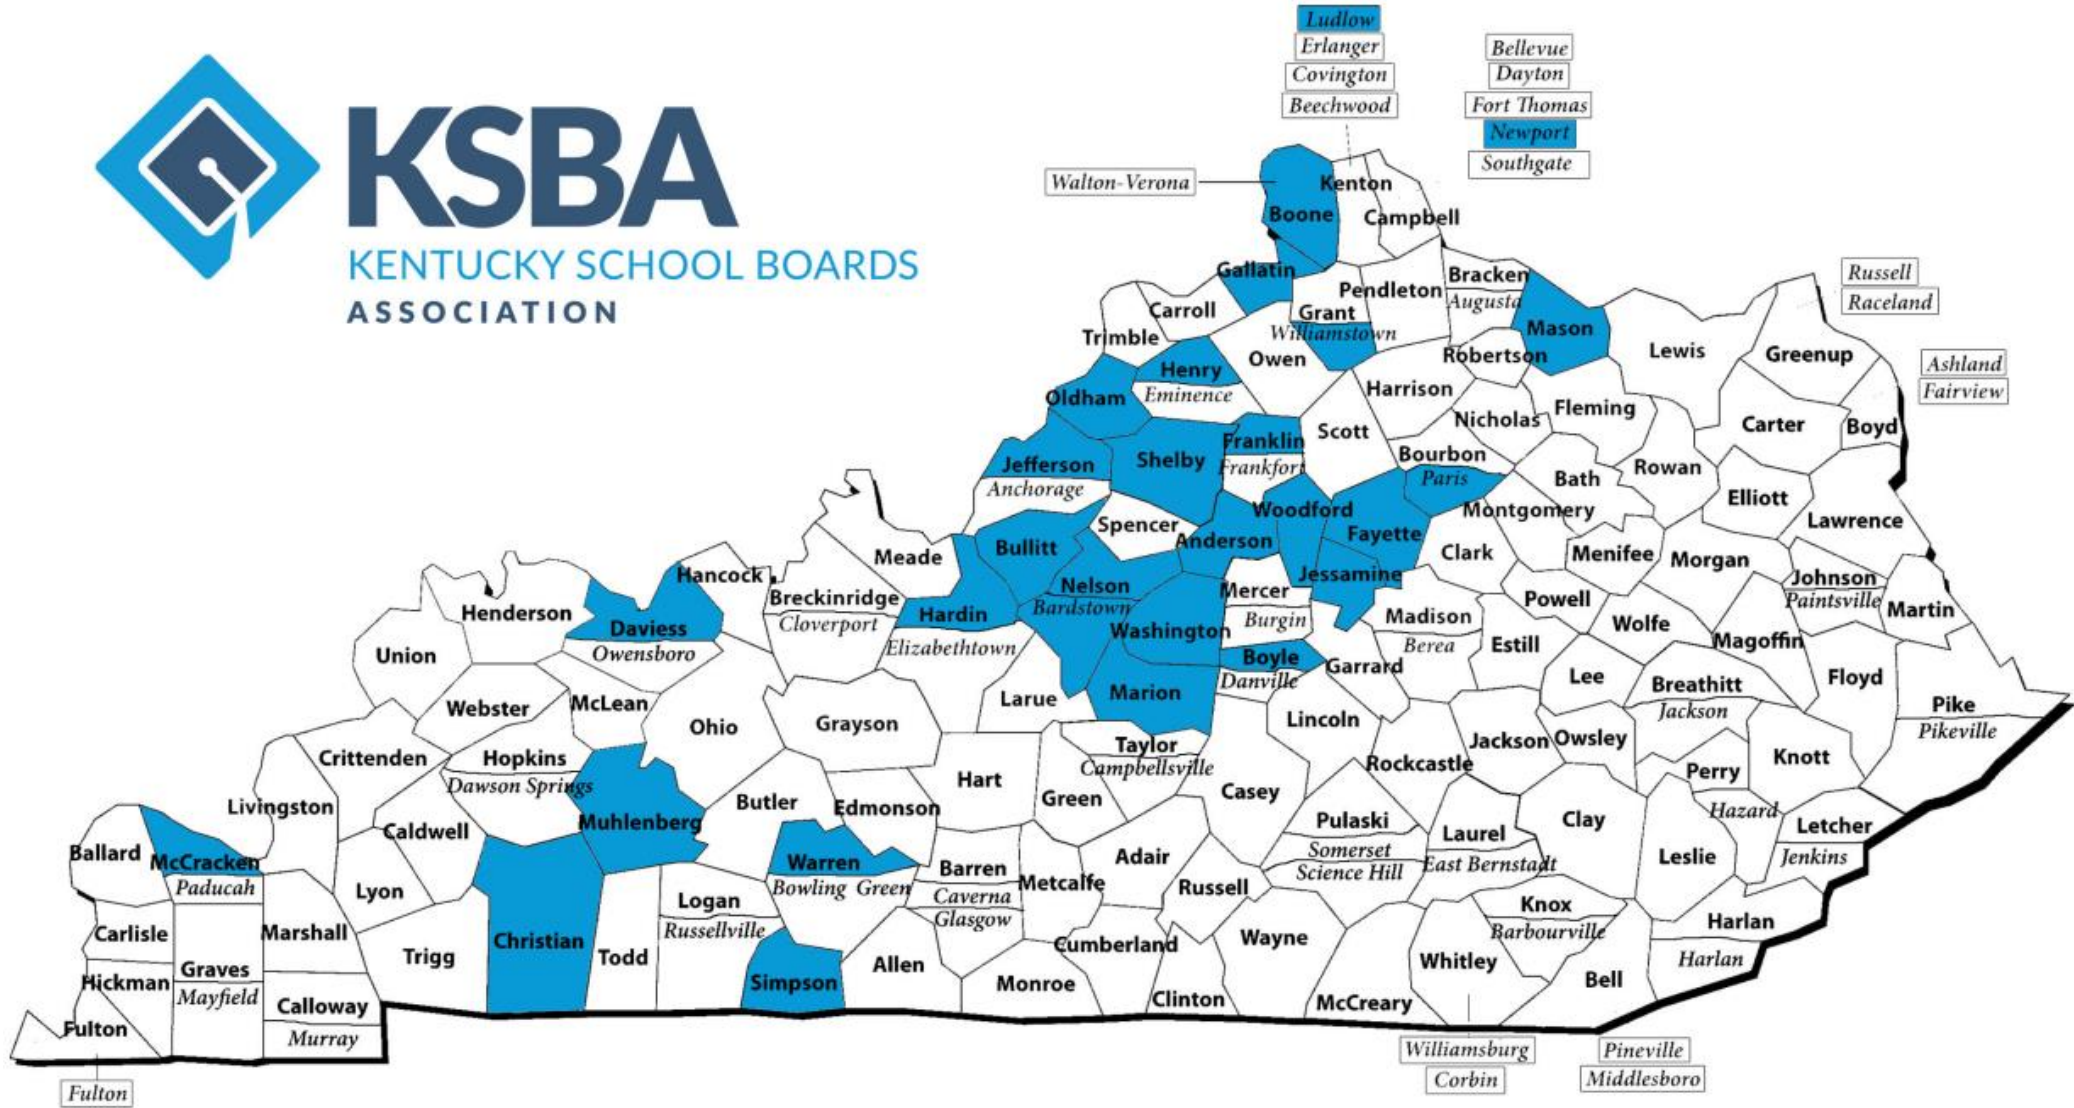 KSBA
KENTUCKY SCHOOL BOARDS
ASSOCIATION
Ludlow
Erlanger
Covington
Beechwood
Bellevue
Dayton
Fort Thomas
Newport
Southgate
Walton-Verona
Kenton
Boone
Campbell
Gallatin
Bracken
Augusta
Russell
Raceland
Pendleton
Carroll
Grant
Williamstown
Mason
Trimble
Owen
Robertson
Lewis
Greenup
Ashland
Fairview
Henry
Eminence
Oldham
Harrison
Nicholas
Fleming
Carter
Boyd
Franklin
Frankfort
Scott
Bourbon
Paris
Jefferson
Anchorage
Shelby
Bath
Rowan
Elliott
Woodford
Montgomery
Lawrence
Spencer
Anderson
Fayette
Bullitt
Clark
Menifee
Morgan
Meade
Hancock
Nelson
Bardstown
Mercer
Burgin
Jessamine
Johnson
Paintsville
Martin
Breckinridge
Cloverport
Hardin
Elizabethtown
Henderson
Daviess
Owensboro
Washington
Madison
Berea
Powell
Wolfe
Magoffin
Estill
Union
Boyle
Danville
Garrard
Lee
Breathitt
Jackson
Floyd
Pike
Pikeville
Webster
McLean
Ohio
Grayson
Larue
Marion
Lincoln
Jackson
Owsley
Knott
Crittenden
Hopkins
Dawson Springs
Taylor
Campbellsville
Rockcastle
Perry
Hazard
Hart
Green
Casey
Livingston
Butler
Edmonson
Caldwell
Muhlenberg
Pulaski
Somerset
Science Hill
Laurel
East Bernstadt
Clay
Letcher
Jenkins
Ballard
McCracken
Paducah
Warren
Bowling Green
Barren
Caverna
Glasgow
Metcalfe
Adair
Russell
Leslie
Lyon
Logan
Russellville
Knox
Barbourville
Harlan
Harlan
Carlisle
Marshall
Christian
Trigg
Todd
Simpson
Allen
Cumberland
Wayne
Whitley
Bell
Graves
Mayfield
Hickman
Monroe
Clinton
McCreary
Calloway
Murray
Fulton
Fulton
Williamsburg
Corbin
Pineville
Middlesboro